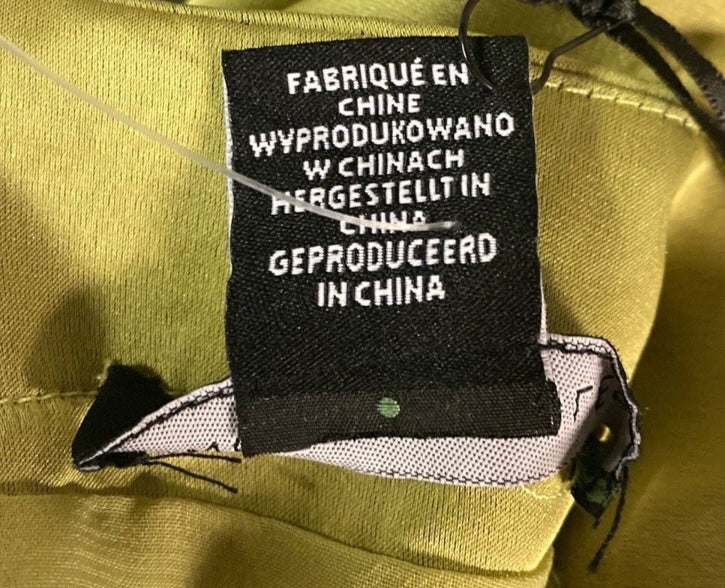 FABRIQUÉ EN
CHINE
WYPRODUKOWANO
W CHINACH
HERGESTELLT IN
CHINA
GEPRODUCEERD
IN CHINA